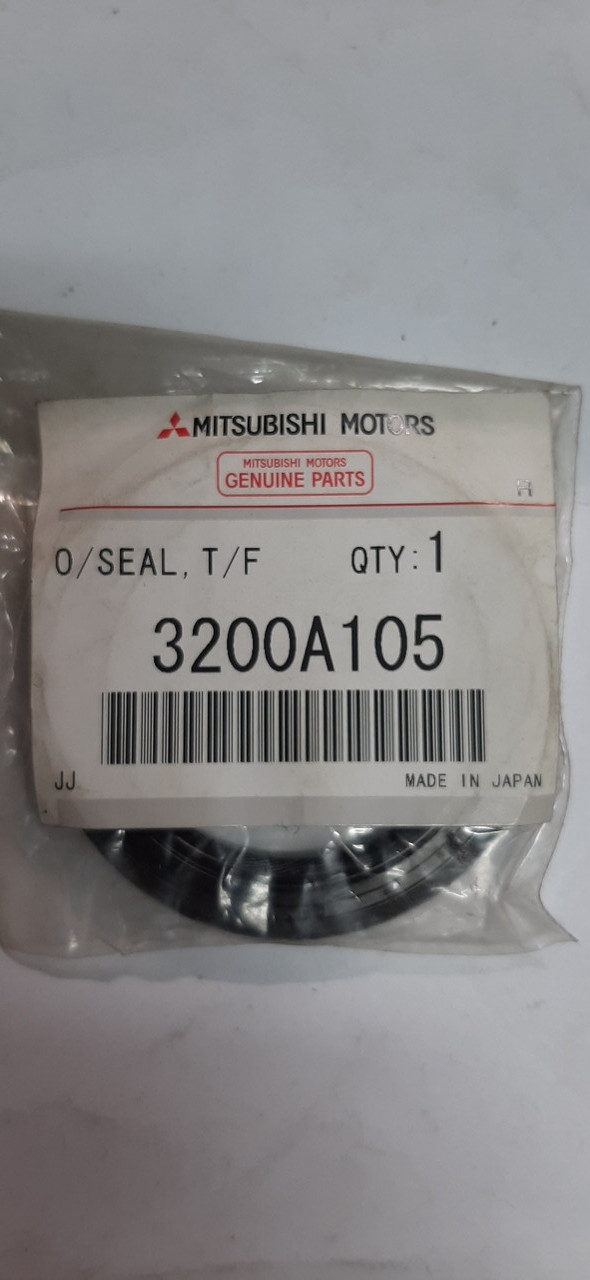 MITSUBISHI MOTORS
MITSUBISHI MOTORS
GENUINE PARTS
O/SEAL, T/F QTY:1
3200A105
JJ MADE IN JAPAN